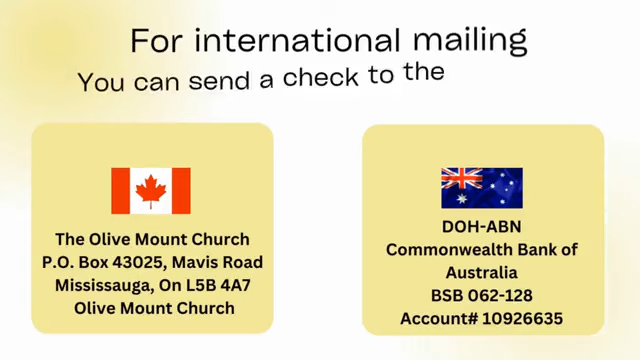 For international mailing
You can send a check to the
The Olive Mount Church
P.O. Box 43025, Mavis Road
Mississauga, On L5B 4A7
Olive Mount Church
DOH-ABN
Commonwealth Bank of
Australia
BSB 062-128
Account# 10926635